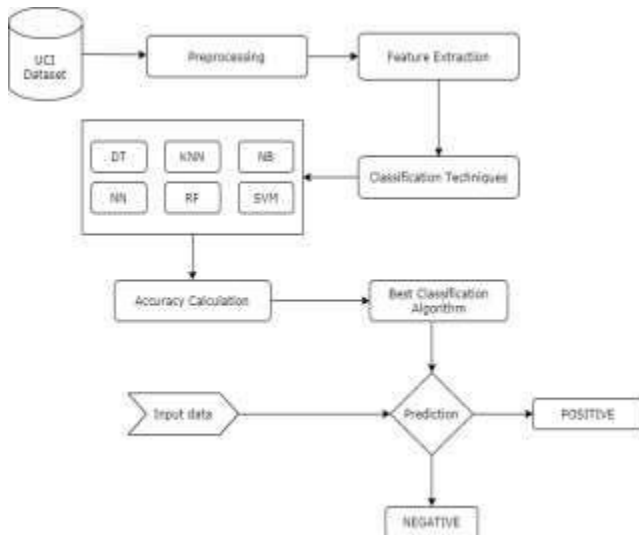 UCI
Dataset
Preprocessing
Feature Extraction
DT
KNN
NB
NN
RF
SVM
Classification Techniques
Accuracy Calculation
Best Classification
Algorithm
Input data
Prediction
POSITIVE
NEGATIVE